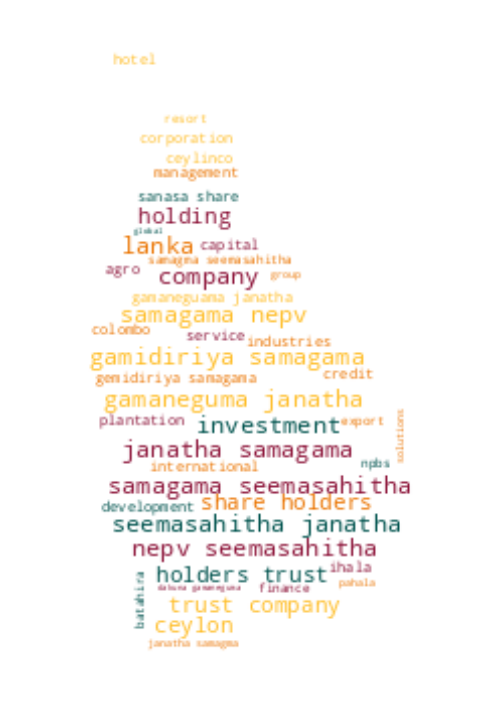 hotel
resort
corporation
ceylinco
management
sanasa share
holding
global
lanka capital
samagma seemasahitha
agro company group
gamaneguama janatha
samagama nepv
colombo service industries
gamidiriya samagama
gemidiriya samagama credit
gamaneguma janatha
plantation investment export
solutions
janatha samagama
international npbs
samagama seemasahitha
development share holders
seemasahitha janatha
nepv seemasahitha
batahira holders trust ihala
dakuna gamaneguma finance pahala
trust company
ceylon
janatha samagma